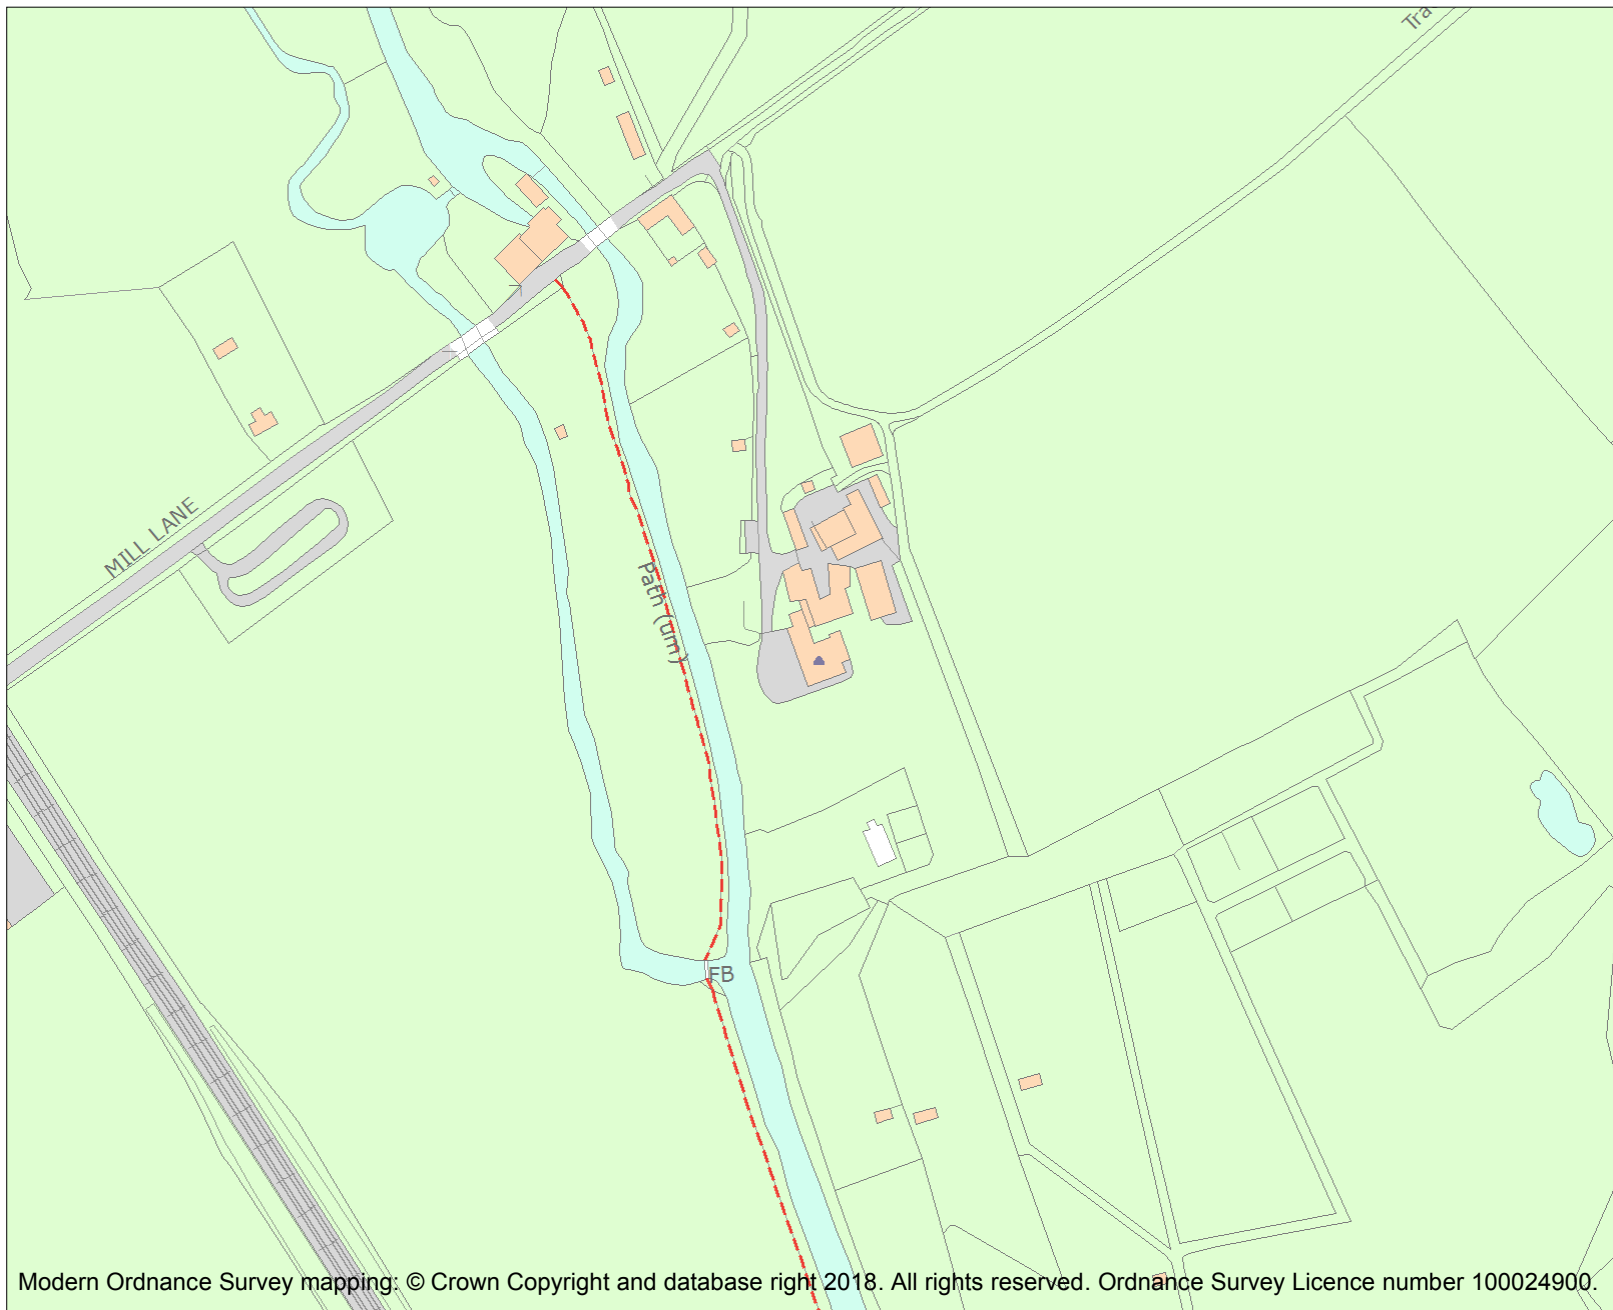 Tra
MILL LANE
Path (um)
FB
Modern Ordnance Survey mapping: © Crown Copyright and database right 2018. All rights reserved. Ordnance Survey Licence number 100024900.